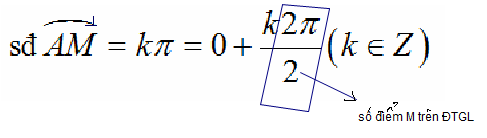 sđ AM = kπ = 0 + k2π/2 (k ∈ Z)
số điểm M trên ĐTGL